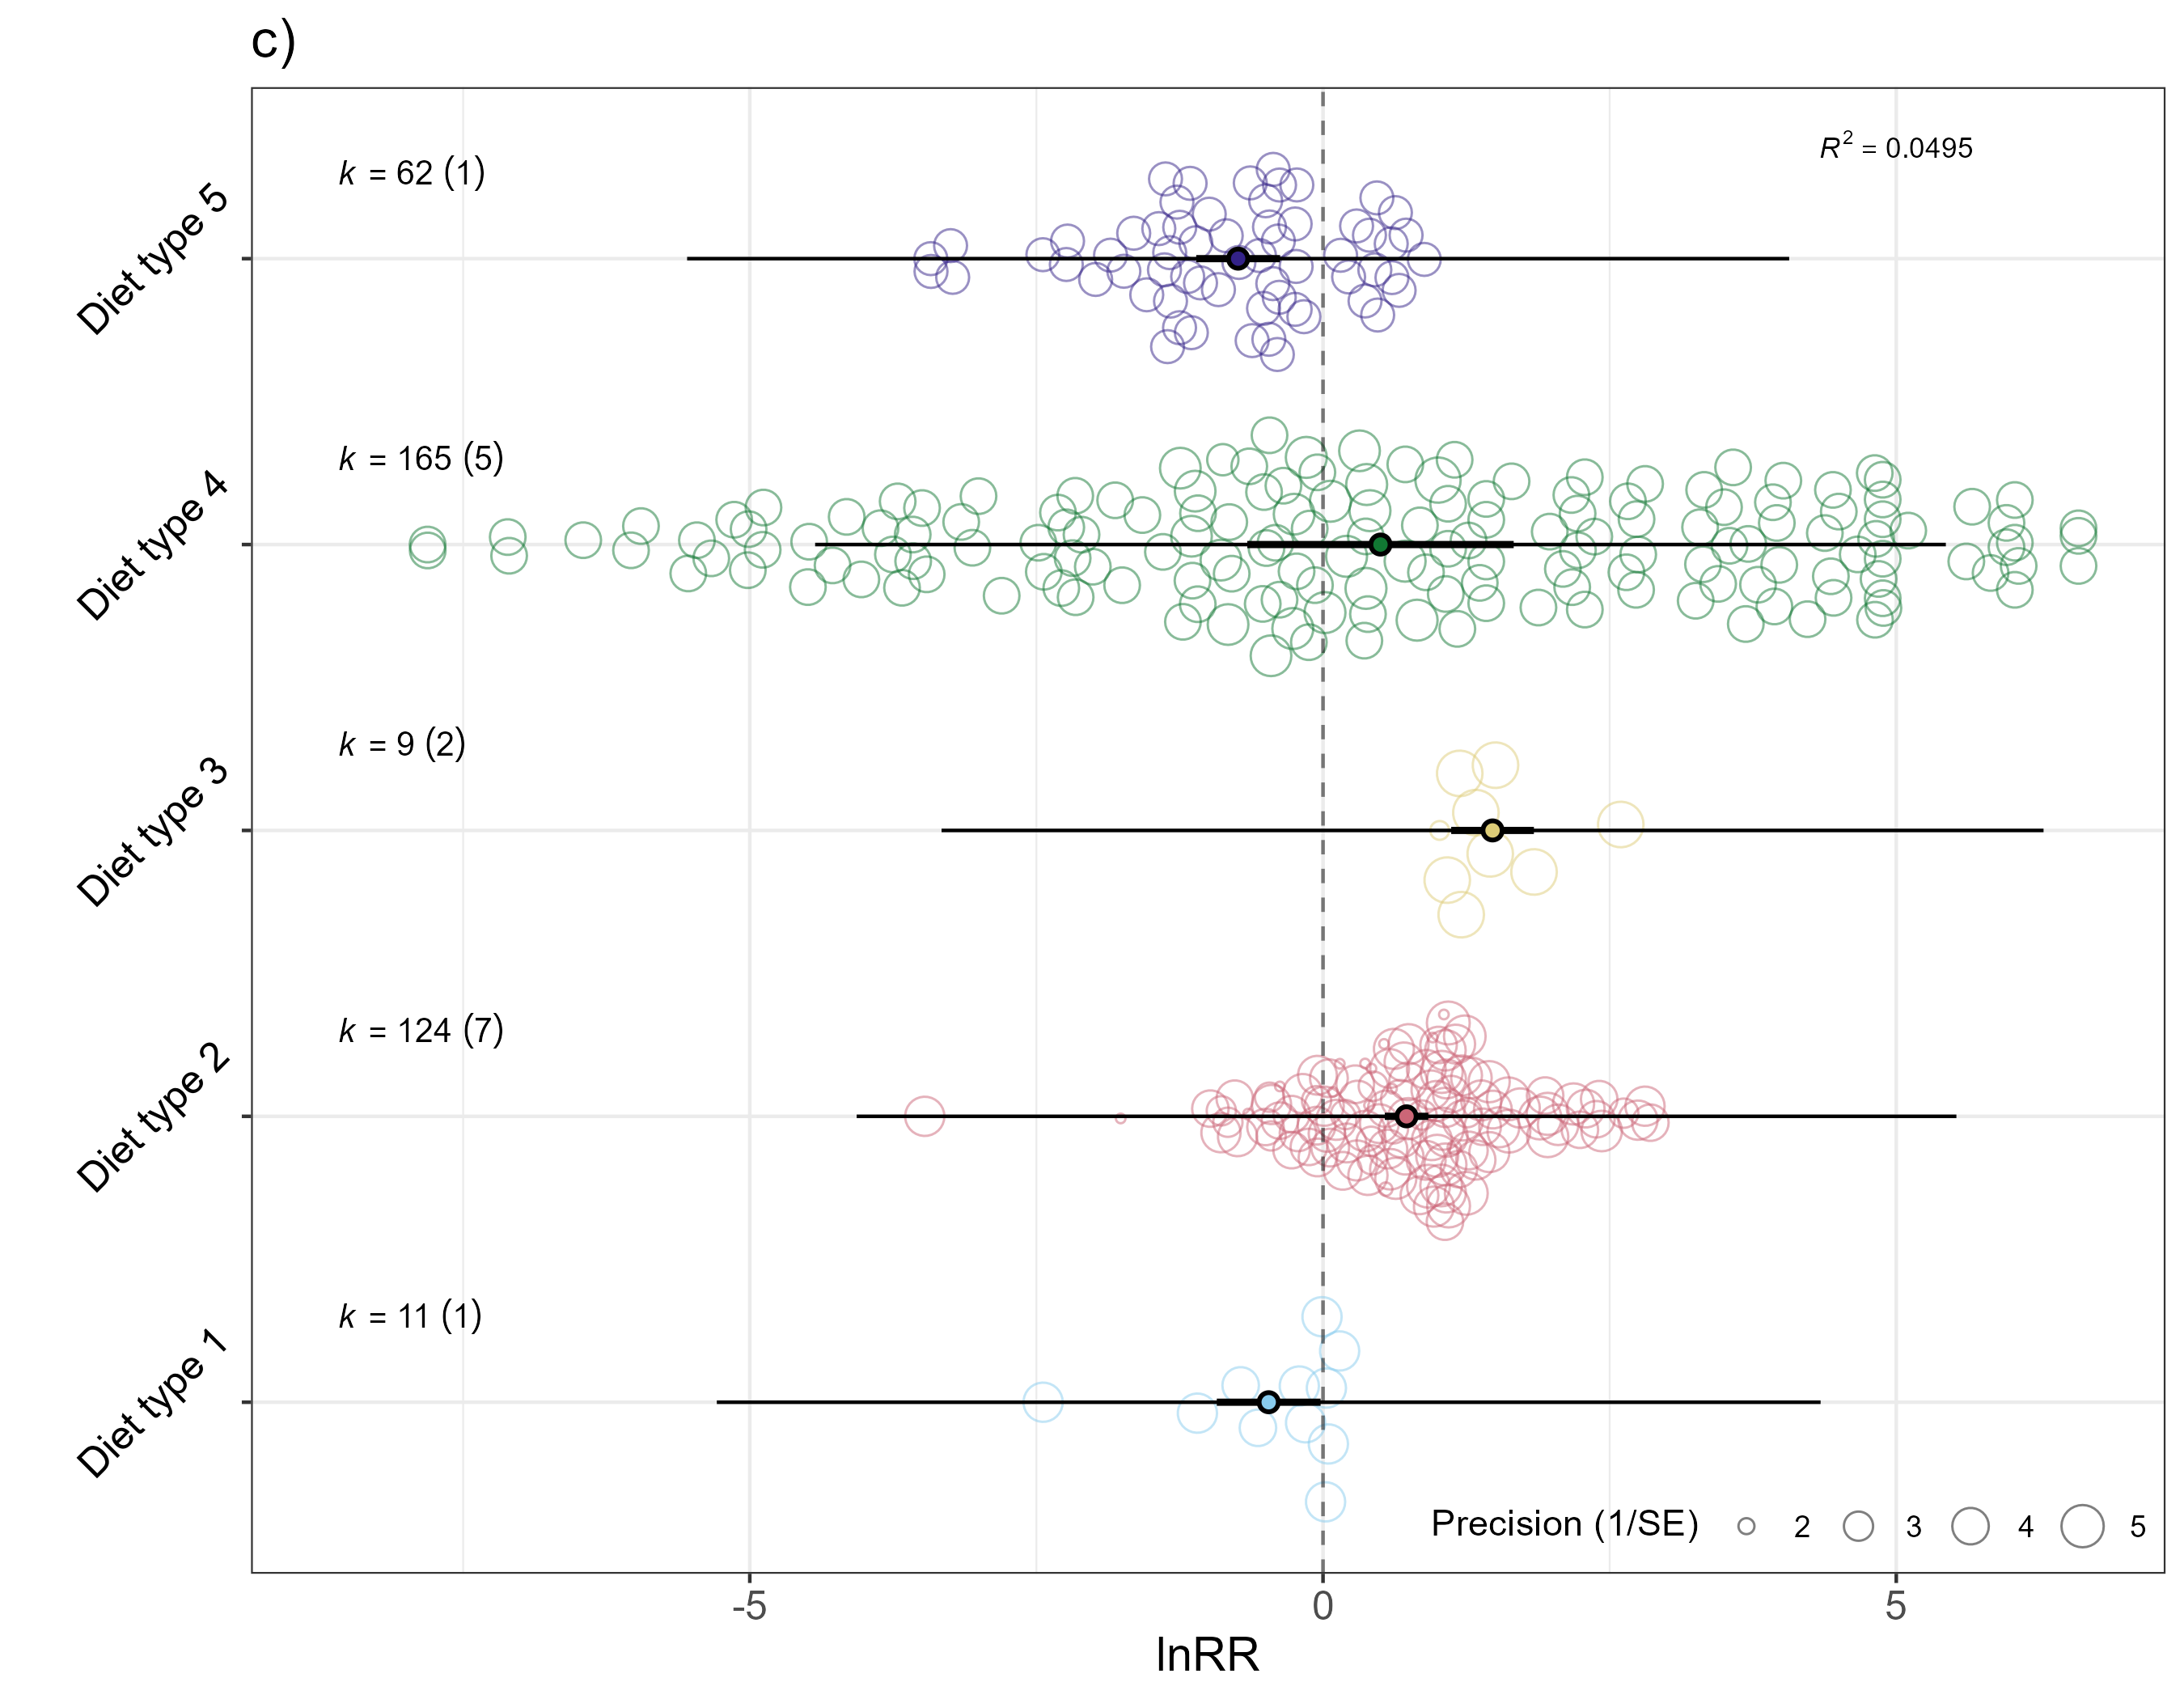 c)
R² = 0.0495
k = 62 (1)
Diet type 5
k = 165 (5)
Diet type 4
k = 9 (2)
Diet type 3
k = 124 (7)
Diet type 2
k = 11 (1)
Diet type 1
Precision (1/SE) 2 3 4 5
-5 0 5
lnRR